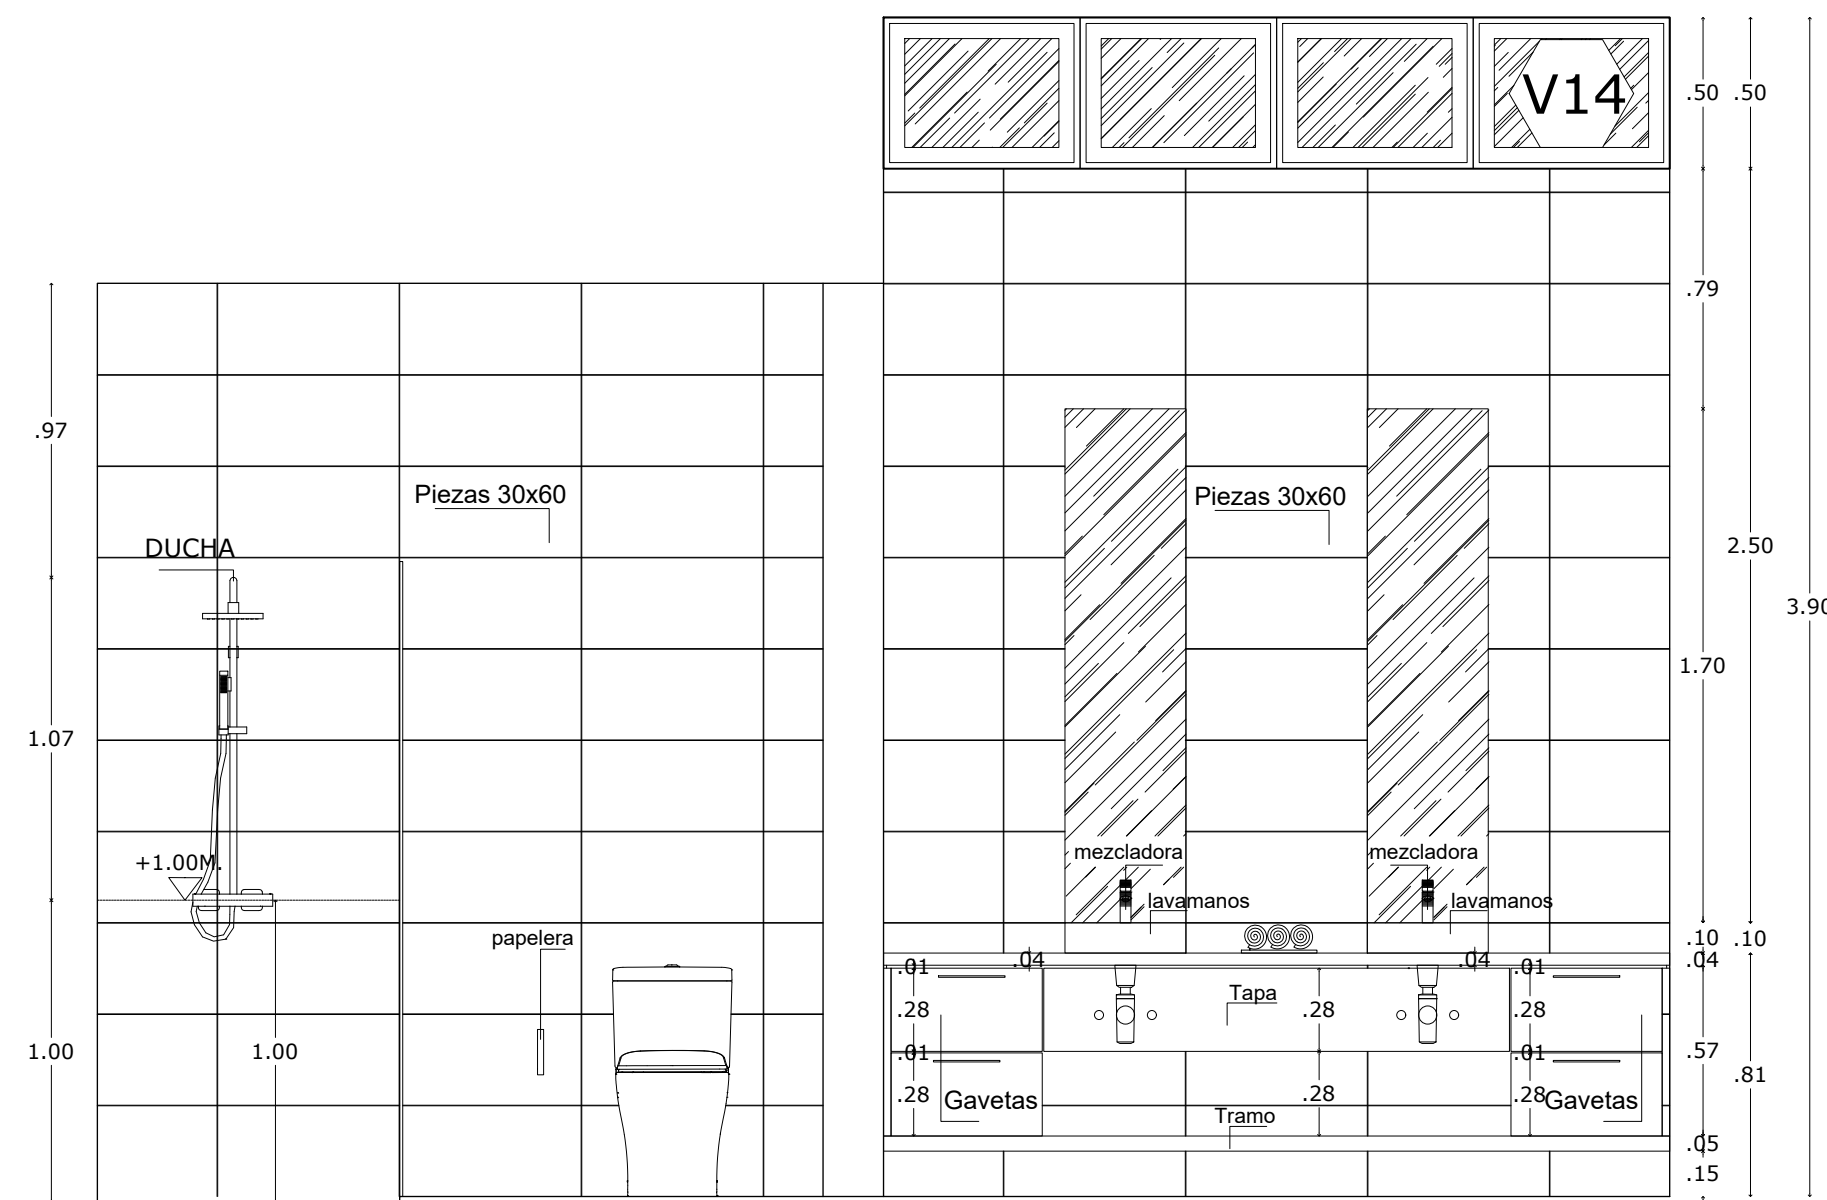 V14
.50
.50
.79
.97
Piezas 30x60
Piezas 30x60
DUCHA
2.50
3.90
1.70
1.07
mezcladora
mezcladora
+1.00M.
lavamanos
lavamanos
papelera
.10
.10
.04
.04
.04
.01
.01
Tapa
.28
.28
.28
1.00
1.00
.01
.01
.57
.81
.28
Gavetas
.28
.28
Gavetas
Tramo
.05
.15